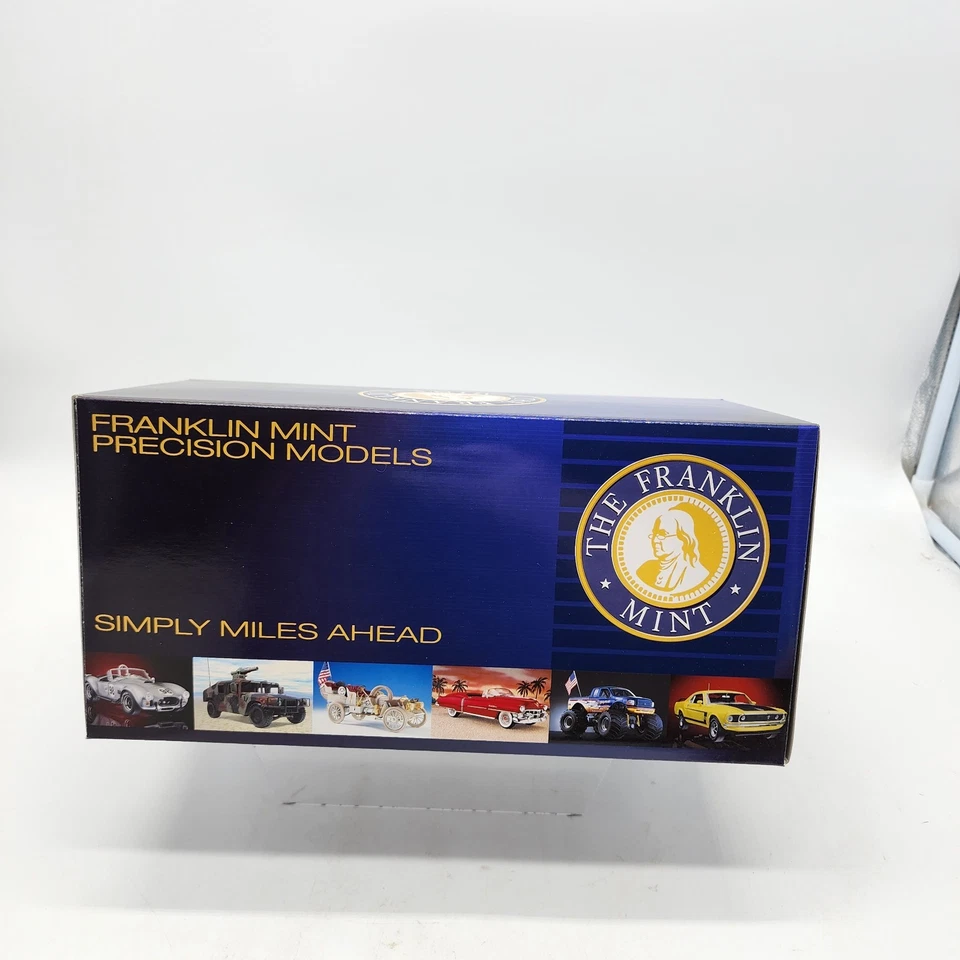 FRANKLIN MINT
PRECISION MODELS
THE FRANKLIN
MINT
SIMPLY MILES AHEAD